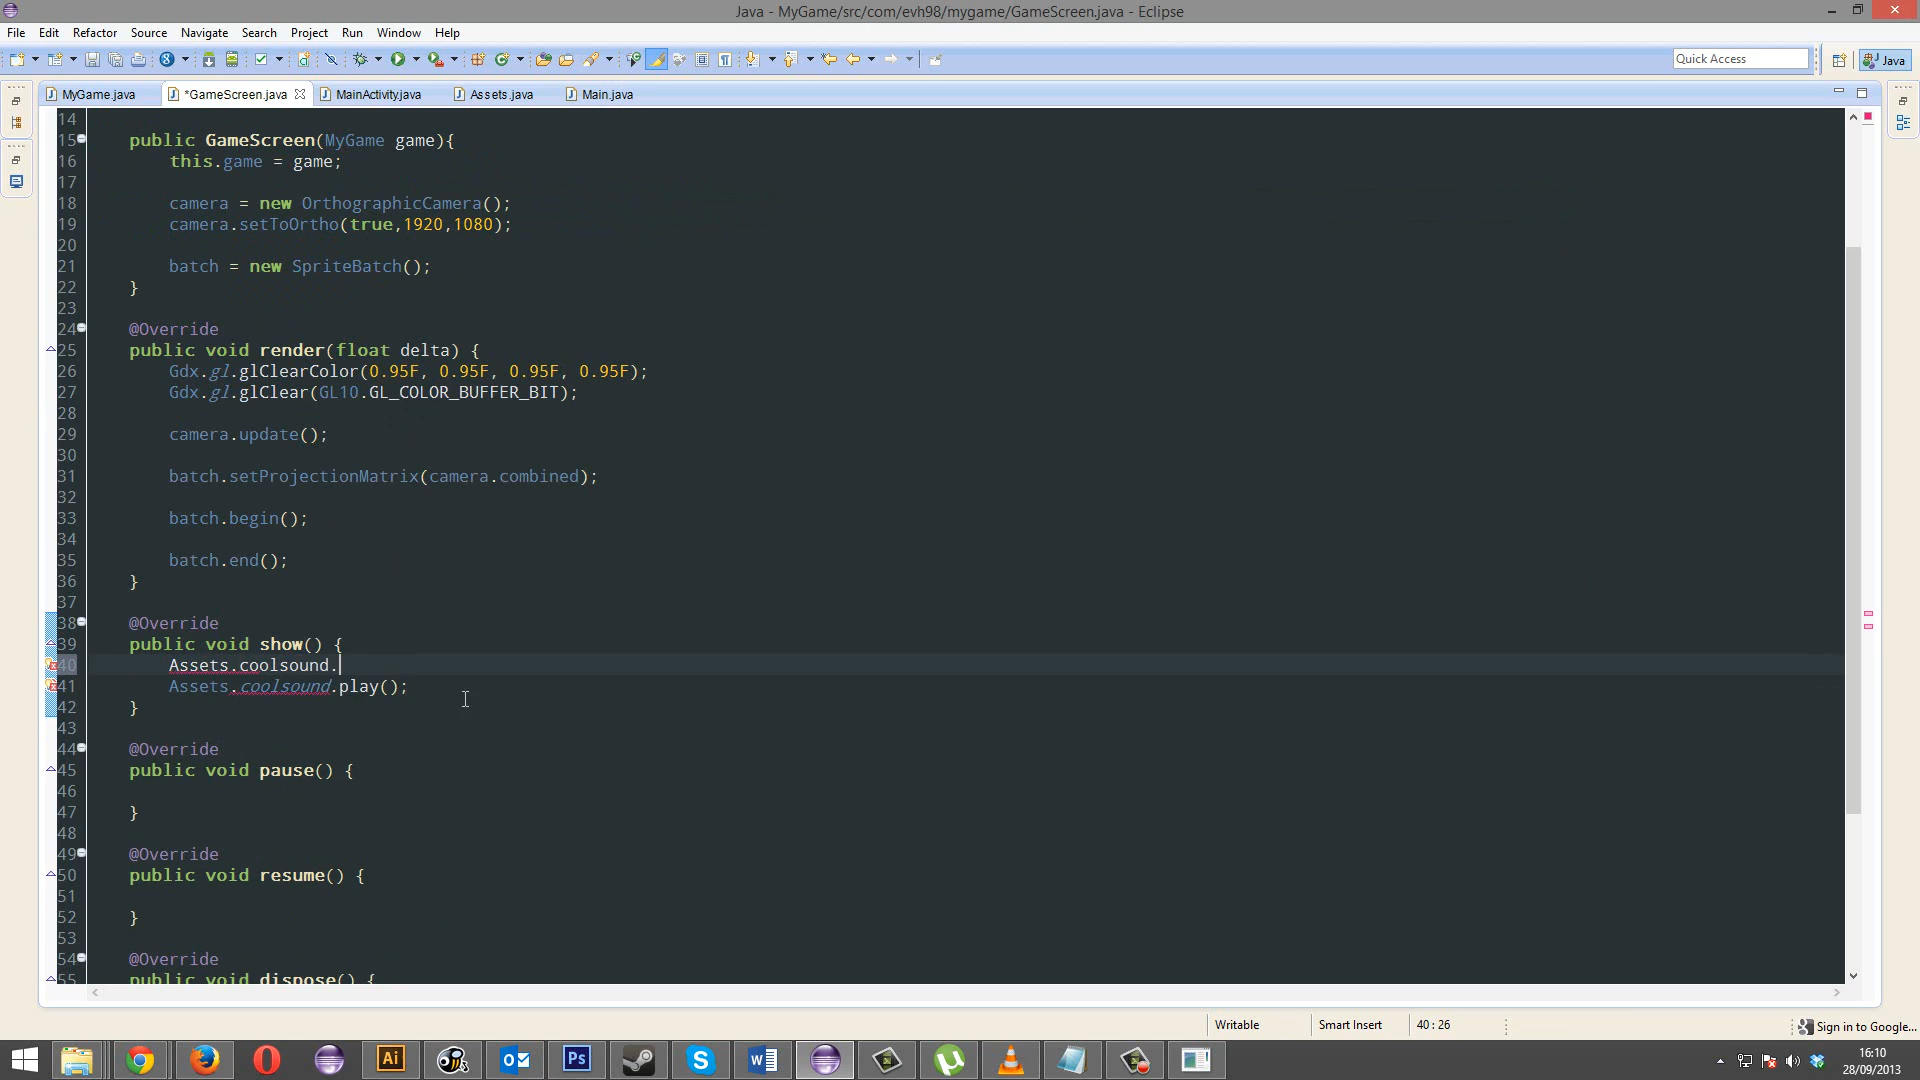 Java - MyGame/src/com/evh98/mygame/GameScreen.java - Eclipse
File Edit Refactor Source Navigate Search Project Run Window Help
Quick Access
Java
MyGame.java *GameScreen.java MainActivity.java Assets.java Main.java
14
15 public GameScreen(MyGame game){
16 this.game = game;
17
18 camera = new OrthographicCamera();
19 camera.setToOrtho(true,1920,1080);
20
21 batch = new SpriteBatch();
22 }
23
24 @Override
25 public void render(float delta) {
26 Gdx.gl.glClearColor(0.95F, 0.95F, 0.95F, 0.95F);
27 Gdx.gl.glClear(GL10.GL_COLOR_BUFFER_BIT);
28
29 camera.update();
30
31 batch.setProjectionMatrix(camera.combined);
32
33 batch.begin();
34
35 batch.end();
36 }
37
38 @Override
39 public void show() {
40 Assets.coolsound.
41 Assets.coolsound.play();
42 }
43
44 @Override
45 public void pause() {
46
47 }
48
49 @Override
50 public void resume() {
51
52 }
53
54 @Override
55 public void dispose() {
Writable Smart Insert 40 : 26
Sign in to Google...
Ai Ps
16:10
28/09/2013